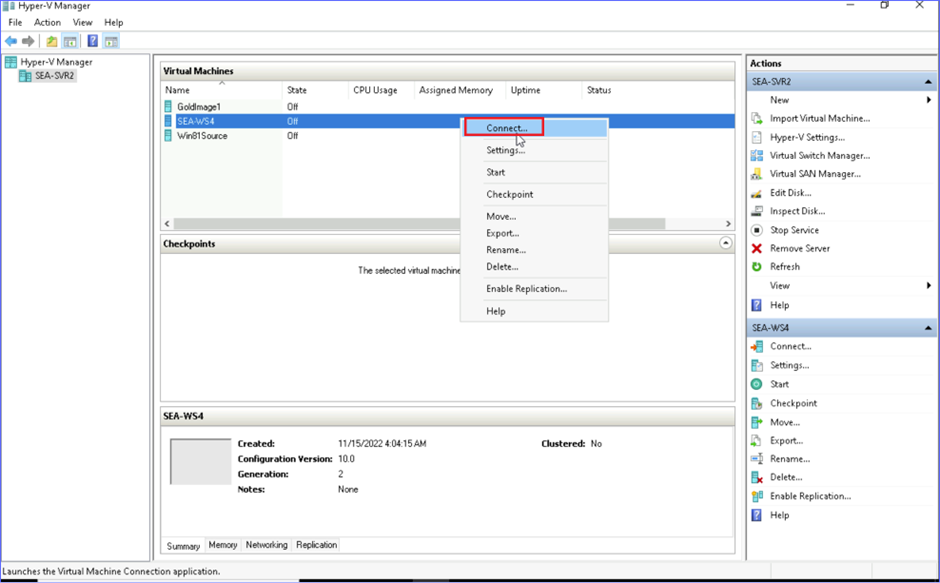 Hyper-V Manager
File Action View Help
Hyper-V Manager
SEA-SVR2
Virtual Machines
Name State CPU Usage Assigned Memory Uptime Status
GoldImage1 Off
SEA-WS4 Off
Win81Source Off
Connect...
Settings...
Start
Checkpoint
Move...
Export...
Rename...
Delete...
Enable Replication...
Help
Checkpoints
The selected virtual machine
SEA-WS4
Created: 11/15/2022 4:04:15 AM Clustered: No
Configuration Version: 10.0
Generation: 2
Notes: None
Summary Memory Networking Replication
Actions
SEA-SVR2
New
Import Virtual Machine...
Hyper-V Settings...
Virtual Switch Manager...
Virtual SAN Manager...
Edit Disk...
Inspect Disk...
Stop Service
Remove Server
Refresh
View
Help
SEA-WS4
Connect...
Settings...
Start
Checkpoint
Move...
Export...
Rename...
Delete...
Enable Replication...
Help
Launches the Virtual Machine Connection application.